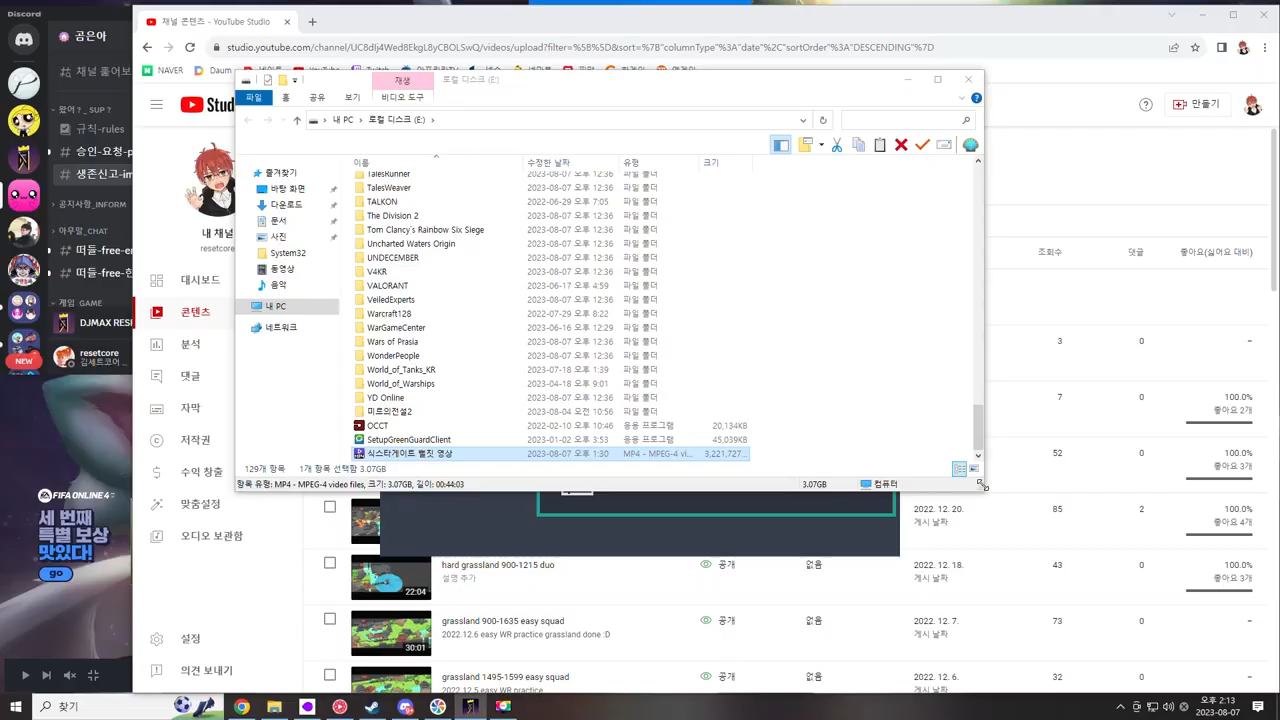 Discord
곰은아
채널 콘텐츠 - YouTube Studio
studio.youtube.com/channel/UC8dIj4Wed8EkgL8yCBOLSwQ/videos/upload?filter=%5B%5D&sort=%7B"columnType"%3A"date"%2C"sortOrder"%3A"DESCENDING"%7D
NAVER
Daum
왔어 ? _ SUP ?
규칙-rules
생존신고-im
공지사항_INFORM
아무말_CHAT
떠들-free-en
게임 GAME
DJMAX RES
resetcore
NEW
만들기
내 채널
resetcore
대시보드
콘텐츠
분석
댓글
자막
저작권
수익 창출
맞춤설정
오디오 보관함
설정
의견 보내기
재생
로컬 디스크 (E:)
파일
홈
공유
보기
비디오 도구
내 PC
로컬 디스크 (E:)
이름
수정한 날짜
유형
크기
즐겨찾기
바탕 화면
다운로드
문서
사진
System32
동영상
음악
내 PC
네트워크
TalesRunner 2023-08-07 오후 12:36 파일 폴더
TalesWeaver 2023-08-07 오후 12:36 파일 폴더
TALKON 2022-06-29 오후 7:05 파일 폴더
The Division 2 2023-08-07 오후 12:36 파일 폴더
Tom Clancy`s Rainbow Six Siege 2023-08-07 오후 12:36 파일 폴더
Uncharted Waters Origin 2023-08-07 오후 12:36 파일 폴더
UNDECEMBER 2023-08-07 오후 12:36 파일 폴더
V4KR 2023-08-07 오후 12:36 파일 폴더
VALORANT 2023-06-17 오후 4:59 파일 폴더
VeiledExperts 2023-08-07 오후 12:36 파일 폴더
Warcraft128 2022-07-29 오후 8:22 파일 폴더
WarGameCenter 2023-06-16 오후 12:29 파일 폴더
Wars of Prasia 2023-08-07 오후 12:36 파일 폴더
WonderPeople 2023-08-07 오후 12:36 파일 폴더
World_of_Tanks_KR 2023-07-18 오후 1:39 파일 폴더
World_of_Warships 2023-04-18 오후 9:01 파일 폴더
YD Online 2023-08-07 오후 12:36 파일 폴더
미르의전설2 2023-08-04 오전 10:56 파일 폴더
OCCT 2022-02-10 오후 10:46 응용 프로그램 20,134KB
SetupGreenGuardClient 2023-01-02 오후 3:53 응용 프로그램 45,039KB
식스타게이트 뻘짓 영상 2023-08-07 오후 1:30 MP4 - MPEG-4 vi... 3,221,727...
129개 항목 1개 항목 선택함 3.07GB
항목 유형: MP4 - MPEG-4 video files, 크기: 3.07GB, 길이: 00:44:03 3.07GB 컴퓨터
조회수 댓글 좋아요(싫어요 대비)
3 0 –
7 0 100.0%
좋아요 2개
52 0 100.0%
좋아요 3개
2022. 12. 20. 85 2 100.0%
게시 날짜 좋아요 4개
hard grassland 900-1215 duo 공개 없음 2022. 12. 18. 43 0 100.0%
설명 추가 게시 날짜 좋아요 3개
22:04
grassland 900-1635 easy squad 공개 없음 2022. 12. 7. 73 0 –
2022.12.6 easy WR practice grassland done :D 게시 날짜
30:01
grassland 1495-1599 easy squad 공개 없음 2022. 12. 6. 32 0 –
게시 날짜
EA SPORTS FIFA ONLINE 4
세 번째
특별 보상
맛있다!
go
찾기
오후 2:13
2023-08-07